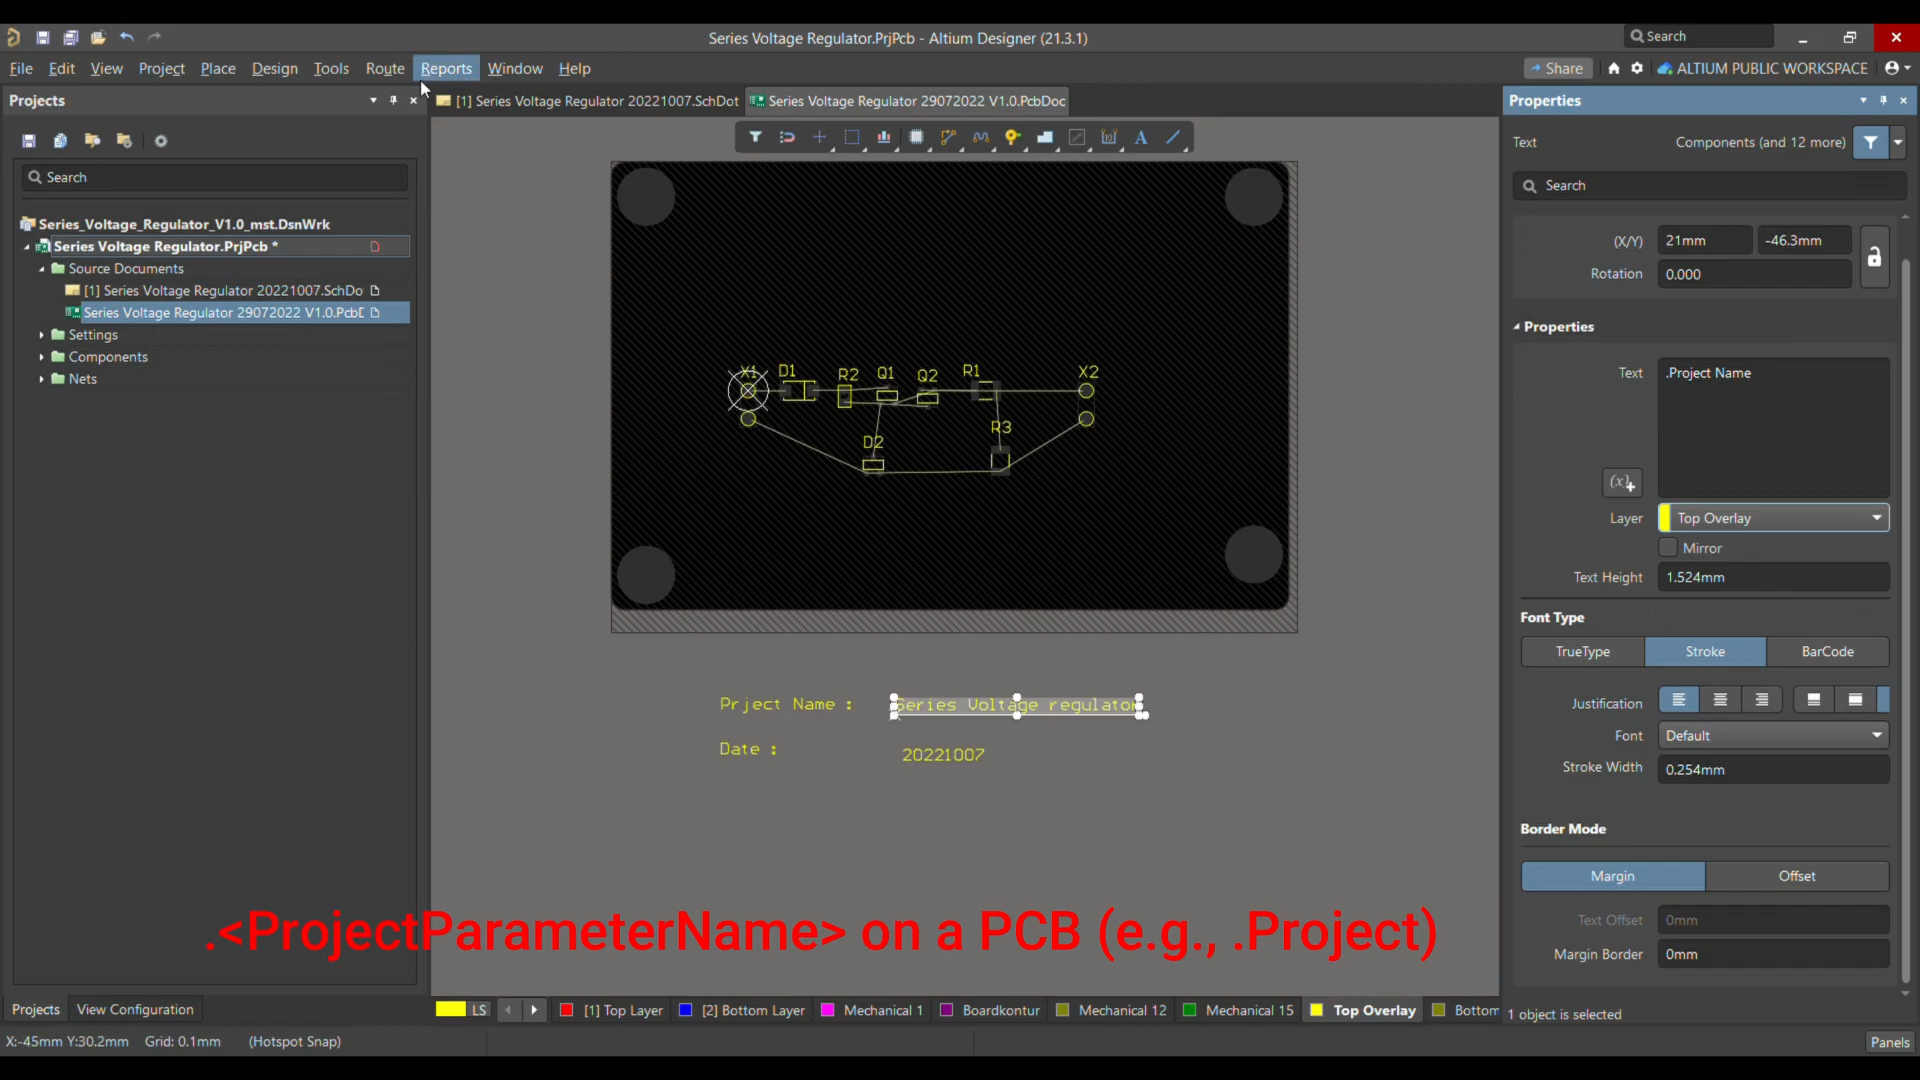 Series Voltage Regulator.PrjPcb - Altium Designer (21.3.1)
Search
File Edit View Project Place Design Tools Route Reports Window Help
Share
ALTIUM PUBLIC WORKSPACE
Projects
[1] Series Voltage Regulator 20221007.SchDot
Series Voltage Regulator 29072022 V1.0.PcbDoc
Properties
Search
Series_Voltage_Regulator_V1.0_mst.DsnWrk
Series Voltage Regulator.PrjPcb *
Source Documents
[1] Series Voltage Regulator 20221007.SchDo
Series Voltage Regulator 29072022 V1.0.PcbD
Settings
Components
Nets
A
X1 D1 R2 Q1 Q2 R1 X2
D2 R3
Prject Name : Series Voltage regulator
Date : 20221007
Text Components (and 12 more)
Search
(X/Y) 21mm -46.3mm
Rotation 0.000
Properties
Text .Project Name
(x)+
Layer Top Overlay
Mirror
Text Height 1.524mm
Font Type
TrueType Stroke BarCode
Justification
Font Default
Stroke Width 0.254mm
Border Mode
Margin Offset
Text Offset 0mm
Margin Border 0mm
.<ProjectParameterName> on a PCB (e.g., .Project)
Projects View Configuration
LS [1] Top Layer [2] Bottom Layer Mechanical 1 Boardkontur Mechanical 12 Mechanical 15 Top Overlay Bottom
1 object is selected
X:-45mm Y:30.2mm Grid: 0.1mm (Hotspot Snap)
Panels